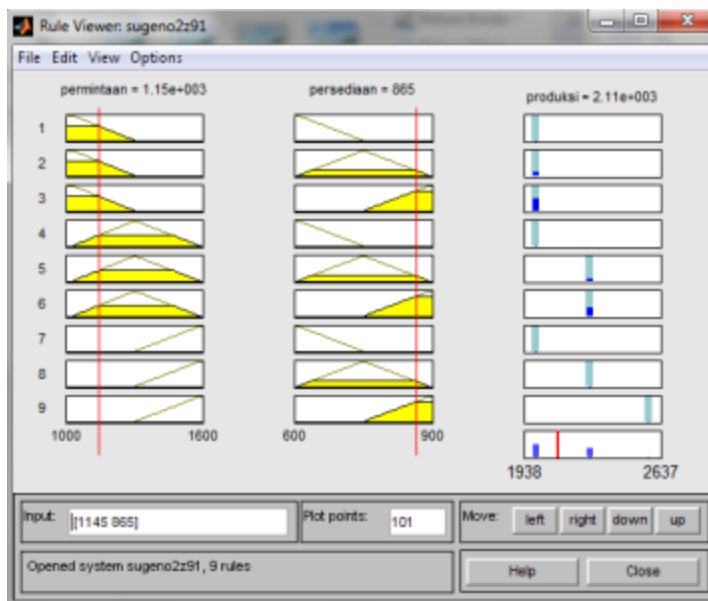 Rule Viewer: sugeno2z91
File Edit View Options
permintaan = 1.15e+003 persediaan = 865 produksi = 2.11e+003
1
2
3
4
5
6
7
8
9
1000 1600 600 900
1938 2637
Input: [1145 865] Plot points: 101 Move: left right down up
Opened system sugeno2z91, 9 rules Help Close